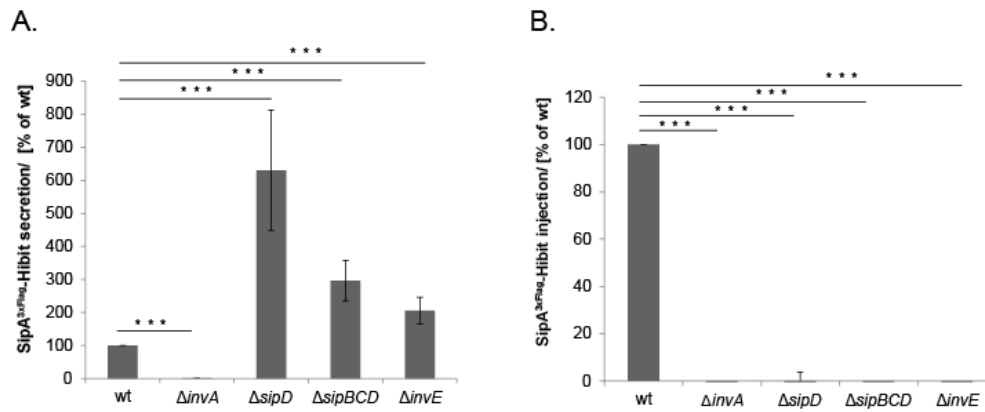 A.
* * *
* * *
* * *
* * *
900
800
700
600
500
400
300
200
100
0
SipA³ˣᶠˡᵃᵍ-Hibit secretion/ [% of wt]
wt ΔinvA ΔsipD ΔsipBCD ΔinvE
B.
* * *
* * *
* * *
* * *
120
100
80
60
40
20
0
SipA³ˣᶠˡᵃᵍ-Hibit injection/ [% of wt]
wt ΔinvA ΔsipD ΔsipBCD ΔinvE